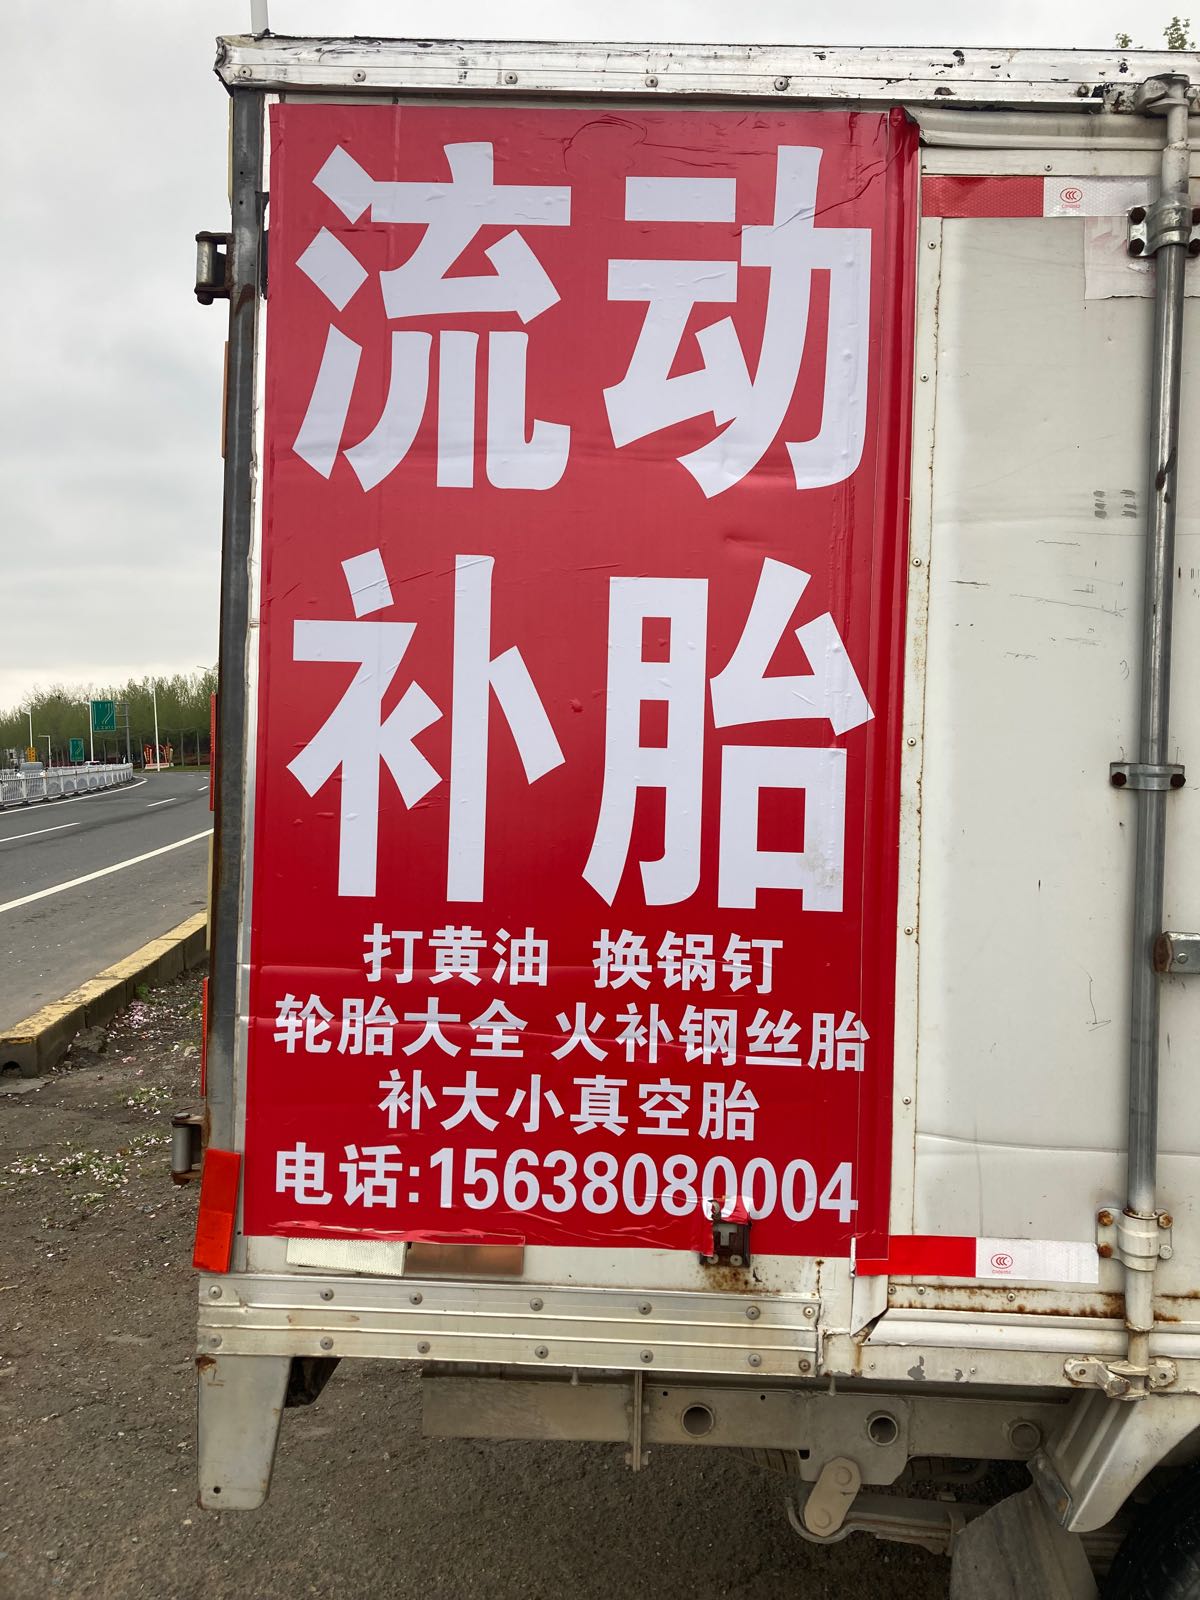 流动
补胎
打黄油 换锅钉
轮胎大全 火补钢丝胎
补大小真空胎
电话:15638080004